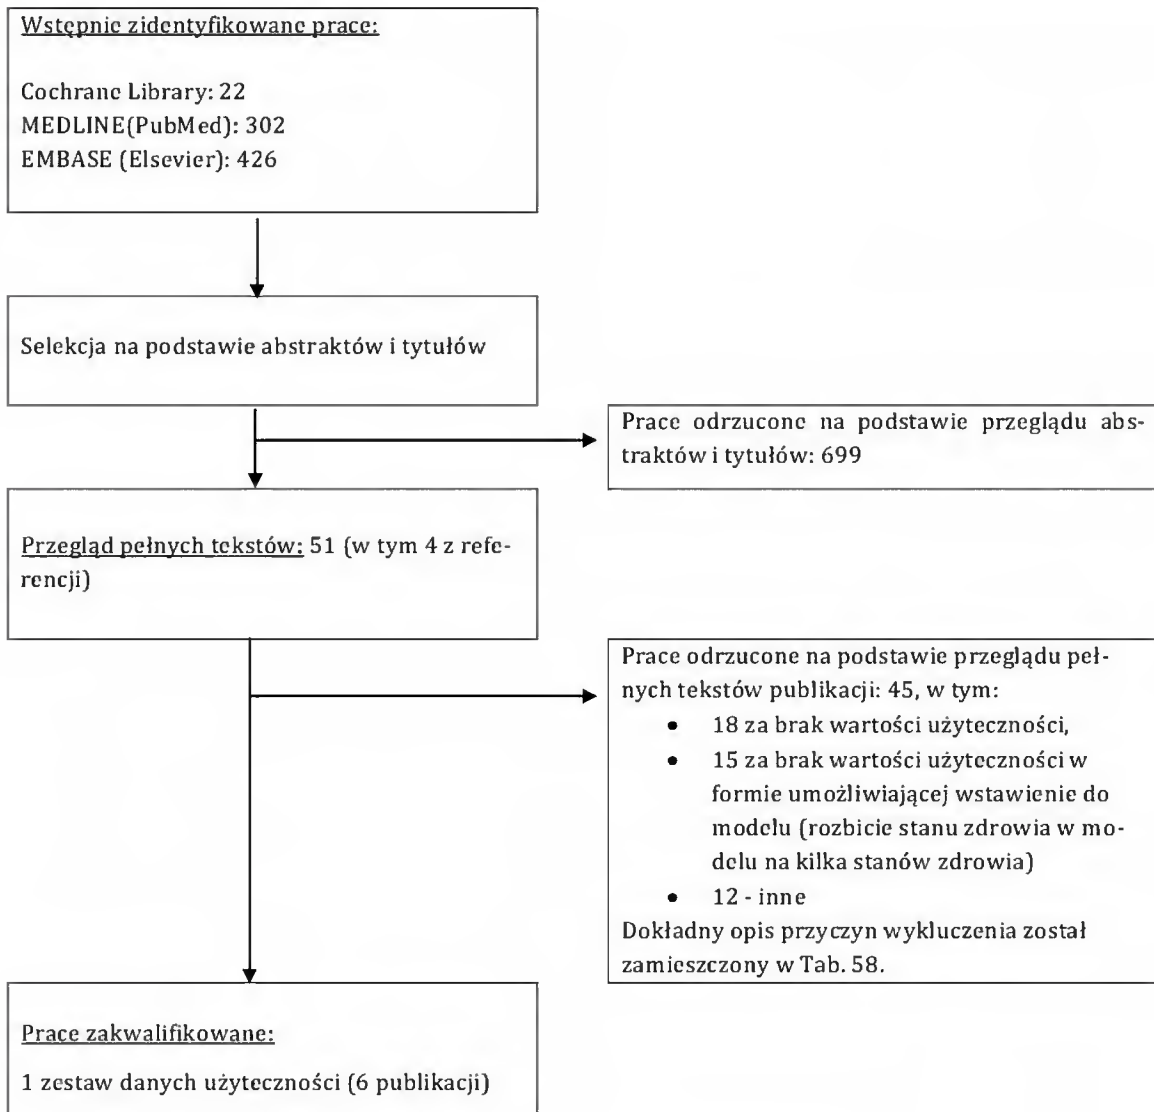 Wstępnie zidentyfikowane prace:
Cochrane Library: 22
MEDLINE(PubMed): 302
EMBASE (Elsevier): 426
Selekcja na podstawie abstraktów i tytułów
Prace odrzucone na podstawie przeglądu abs-
traktów i tytułów: 699
Przegląd pełnych tekstów: 51 (w tym 4 z refe-
rencji)
Prace odrzucone na podstawie przeglądu peł-
nych tekstów publikacji: 45, w tym:
• 18 za brak wartości użyteczności,
• 15 za brak wartości użyteczności w
formie umożliwiającej wstawienie do
modelu (rozbicie stanu zdrowia w mo-
delu na kilka stanów zdrowia)
• 12 - inne
Dokładny opis przyczyn wykluczenia został
zamieszczony w Tab. 58.
Prace zakwalifikowane:
1 zestaw danych użyteczności (6 publikacji)